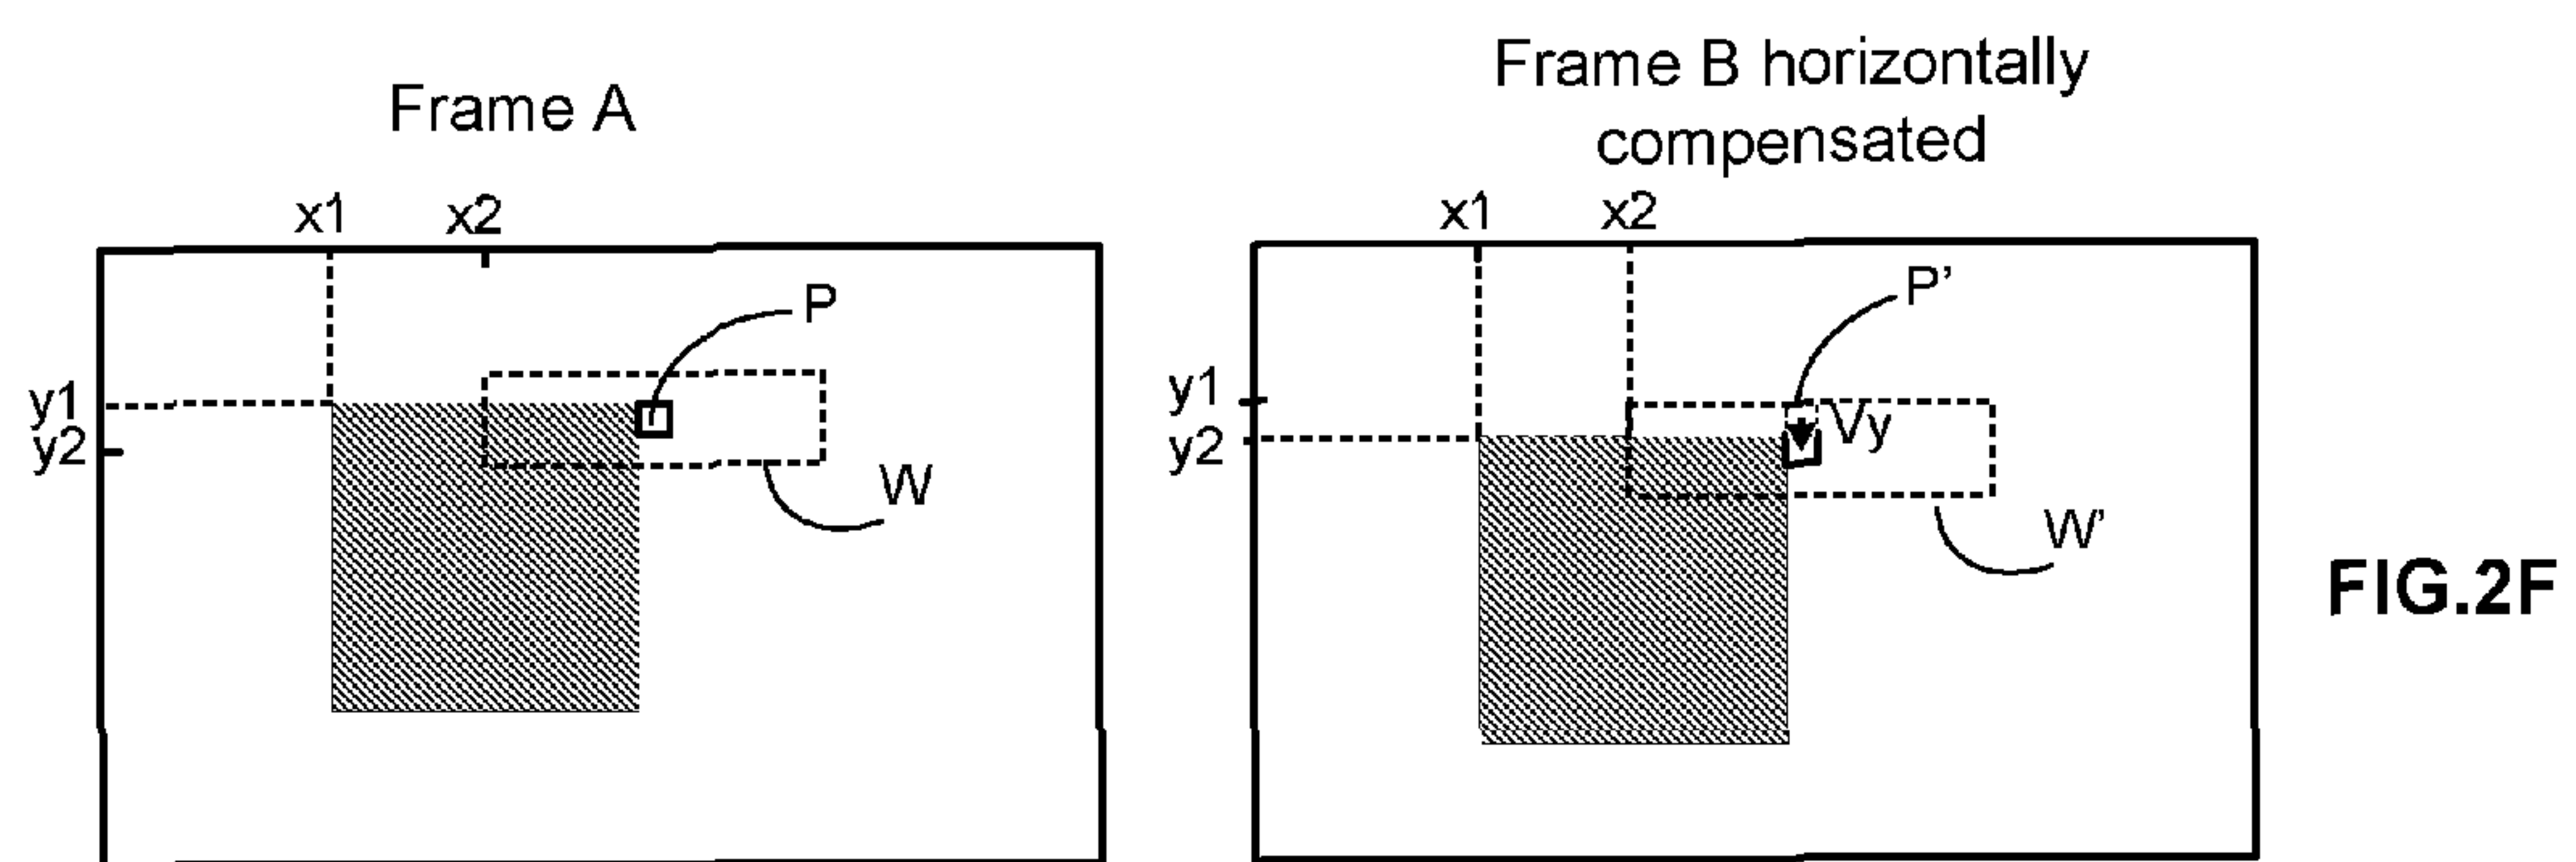 Frame A
x1 x2
P
y1
y2
W
Frame B horizontally
compensated
x1 x2
P’
y1
Vy
y2
W’
FIG.2F